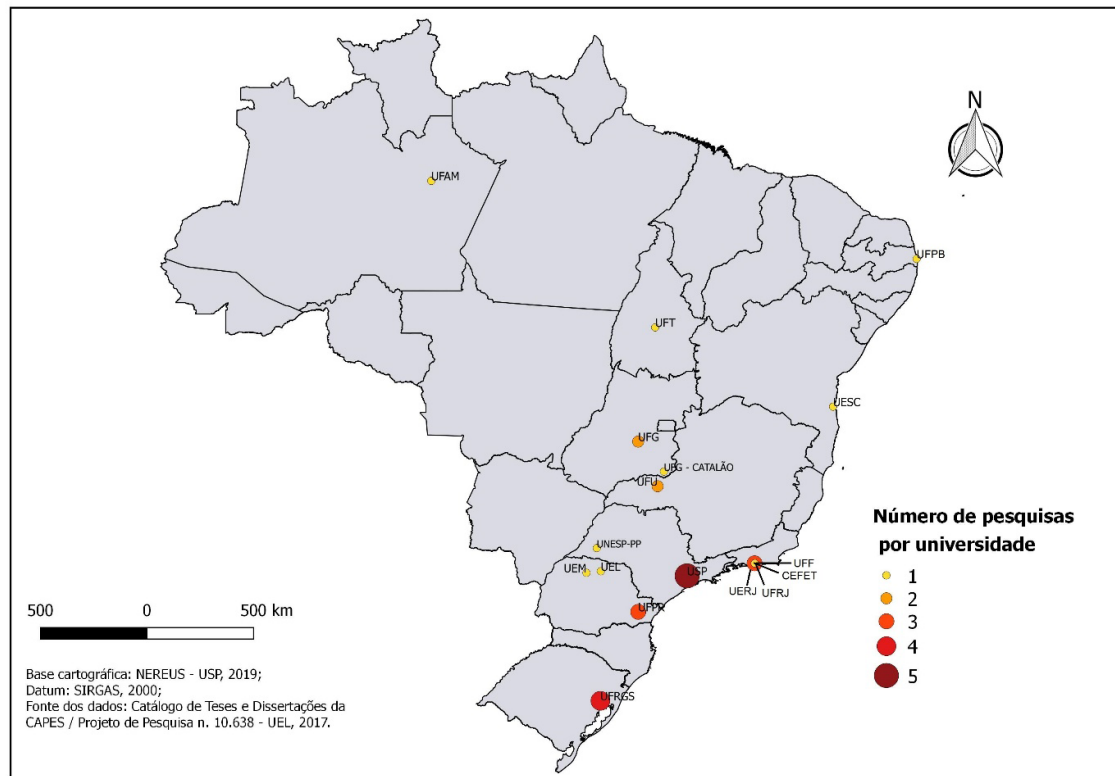 N
UFAM
UFPB
UFT
UESC
UFG
UFG - CATALÃO
UFU
UNESP-PP
UEM
UEL
USP
UFF
CEFET
UERJ
UFRJ
UFPR
UFRGS
Número de pesquisas
por universidade
1
2
3
4
5
500 0 500 km
Base cartográfica: NEREUS - USP, 2019;
Datum: SIRGAS, 2000;
Fonte dos dados: Catálogo de Teses e Dissertações da
CAPES / Projeto de Pesquisa n. 10.638 - UEL, 2017.